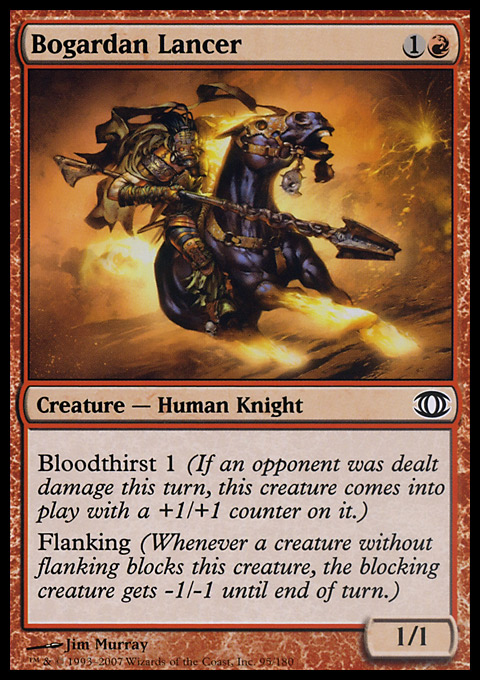 Bogardan Lancer 1
Creature — Human Knight
Bloodthirst 1 (If an opponent was dealt
damage this turn, this creature comes into
play with a +1/+1 counter on it.)
Flanking (Whenever a creature without
flanking blocks this creature, the blocking
creature gets -1/-1 until end of turn.)
Jim Murray
1/1
™ & © 1993-2007 Wizards of the Coast, Inc. 95/180